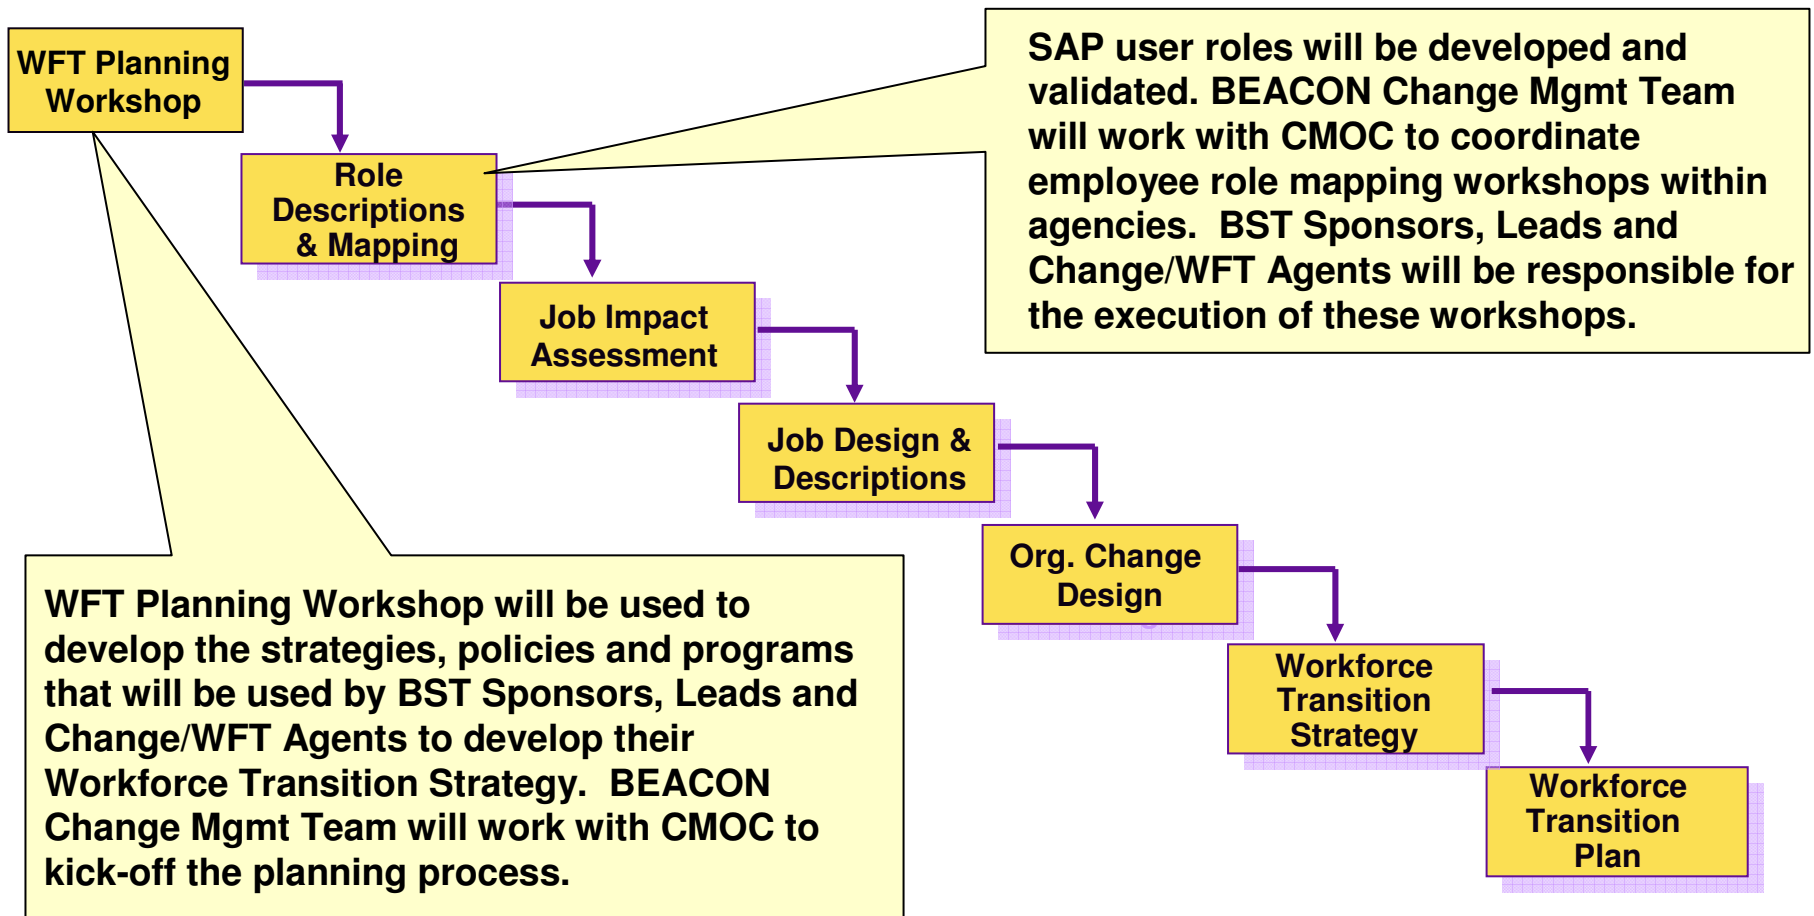 WFT Planning
Workshop
SAP user roles will be developed and
validated. BEACON Change Mgmt Team
will work with CMOC to coordinate
employee role mapping workshops within
agencies.  BST Sponsors, Leads and
Change/WFT Agents will be responsible for
the execution of these workshops.
Role
Descriptions
& Mapping
Job Impact
Assessment
Job Design &
Descriptions
Org. Change
Design
Workforce
Transition
Strategy
Workforce
Transition
Plan
WFT Planning Workshop will be used to
develop the strategies, policies and programs
that will be used by BST Sponsors, Leads and
Change/WFT Agents to develop their
Workforce Transition Strategy.  BEACON
Change Mgmt Team will work with CMOC to
kick-off the planning process.